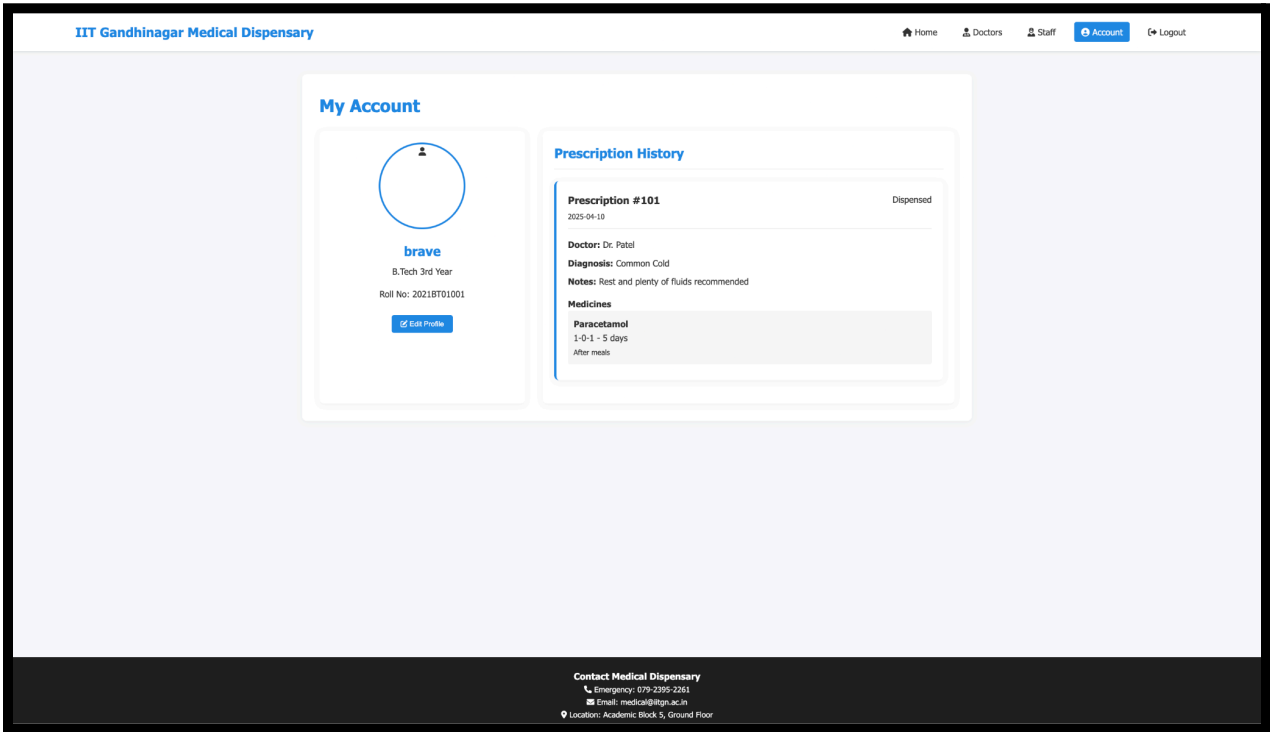 IIT Gandhinagar Medical Dispensary
Home
Doctors
Staff
Account
Logout
My Account
brave
B.Tech 3rd Year
Roll No: 2021BT01001
Edit Profile
Prescription History
Prescription #101
Dispensed
2025-04-10
Doctor: Dr. Patel
Diagnosis: Common Cold
Notes: Rest and plenty of fluids recommended
Medicines
Paracetamol
1-0-1 - 5 days
After meals
Contact Medical Dispensary
Emergency: 079-2395-2261
Email: medical@iitgn.ac.in
Location: Academic Block 5, Ground Floor